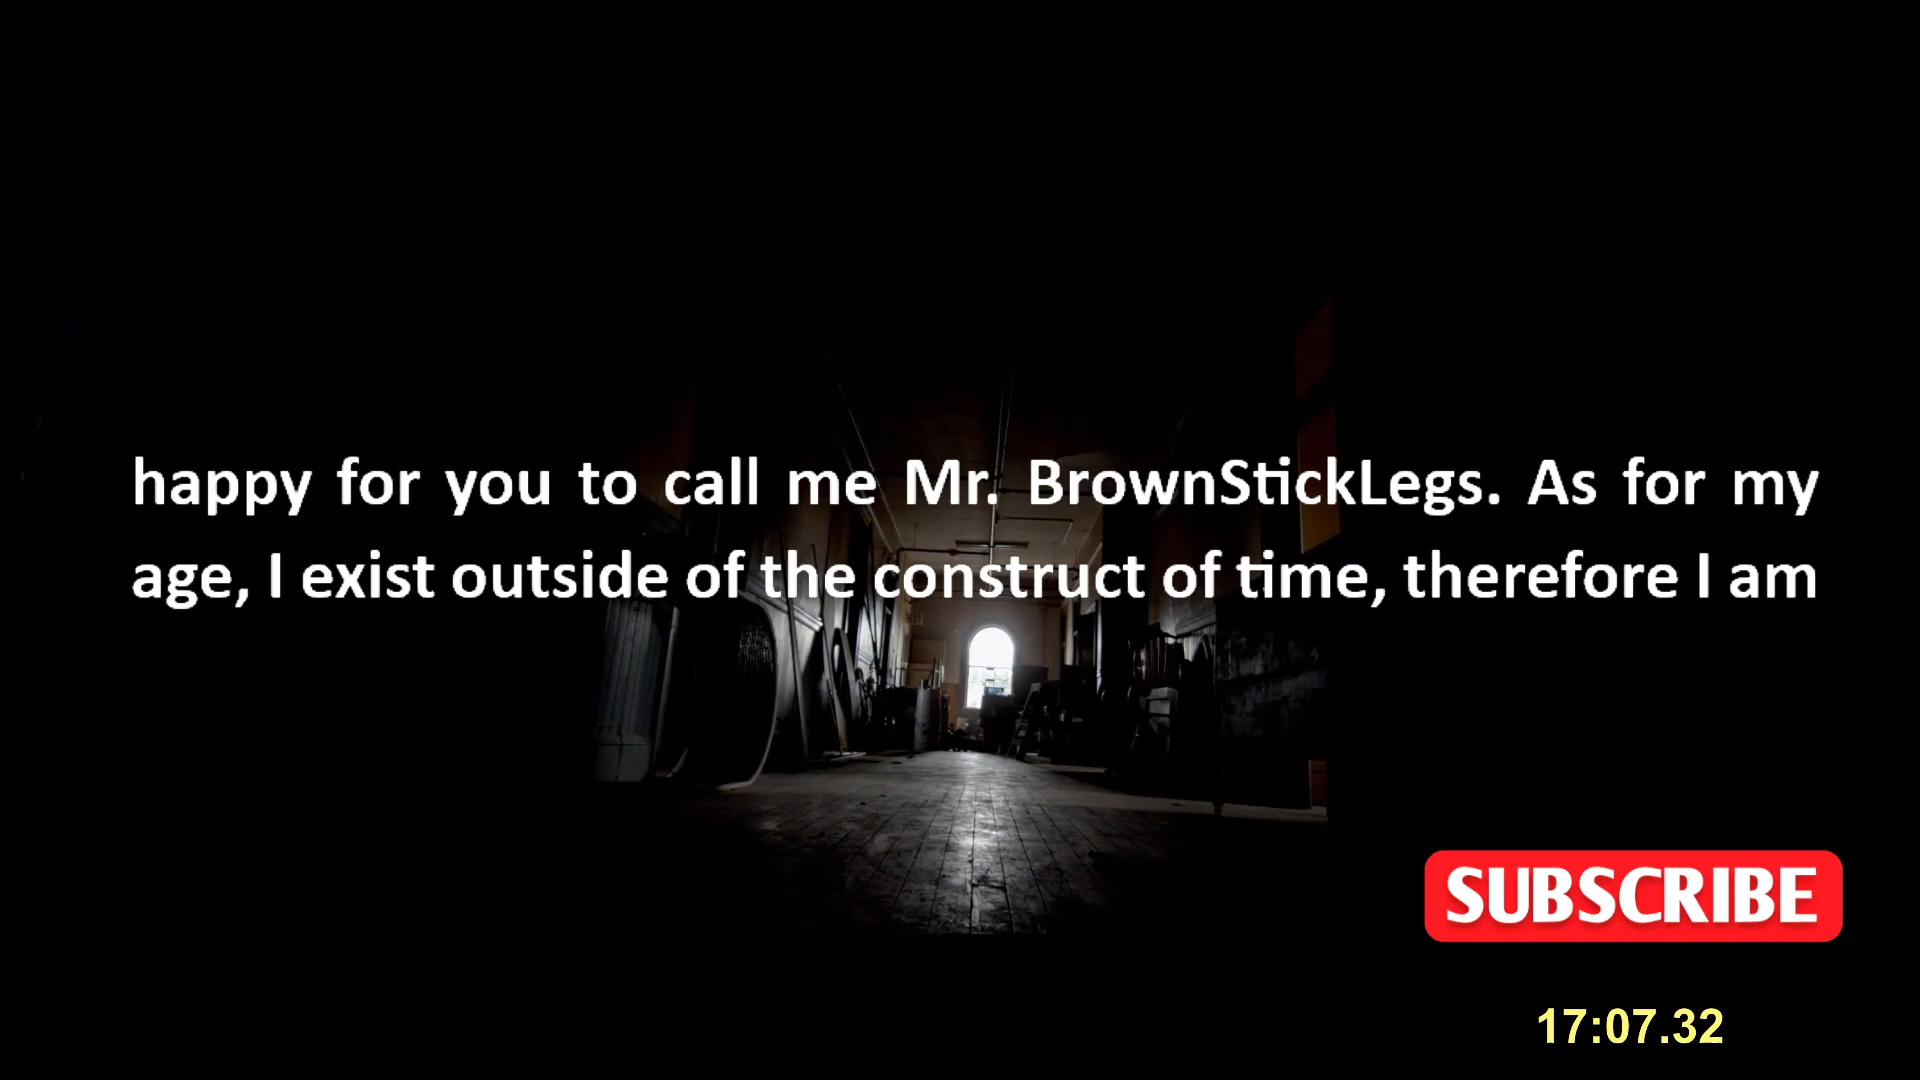 happy for you to call me Mr. BrownStickLegs. As for my
age, I exist outside of the construct of time, therefore I am
SUBSCRIBE
17:07.32